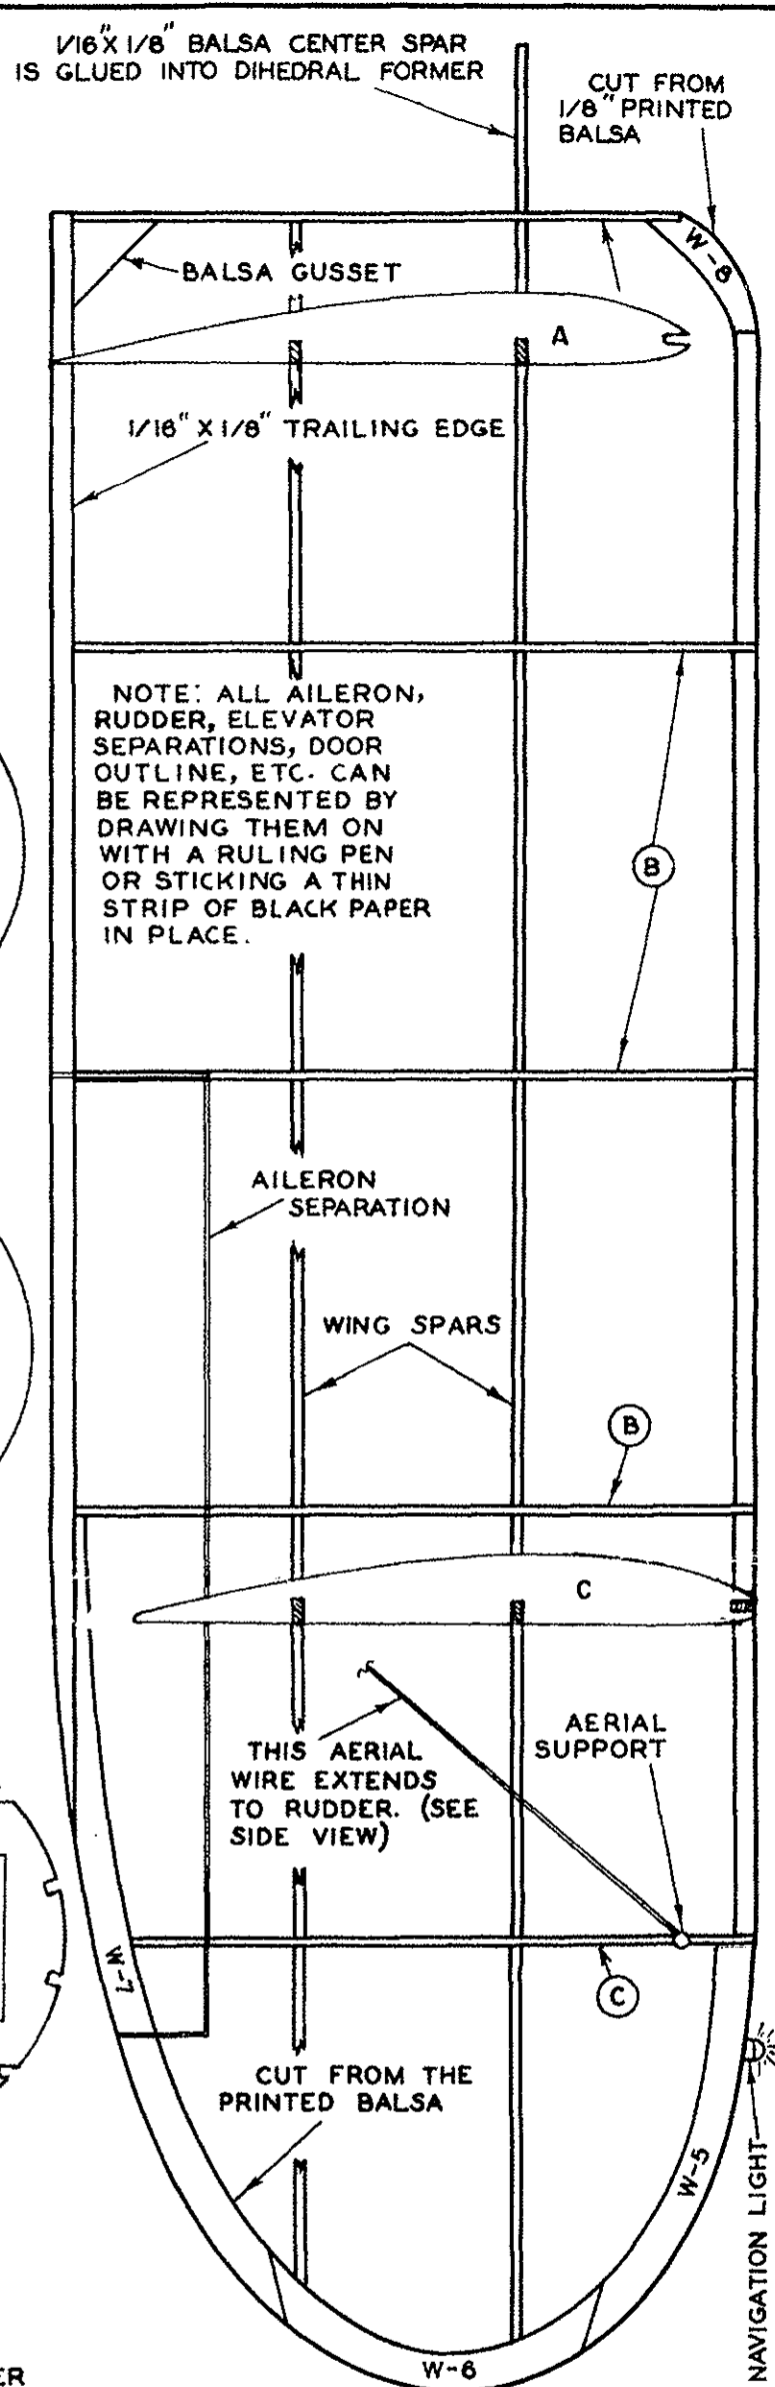 1/16" X 1/8" BALSA CENTER SPAR
IS GLUED INTO DIHEDRAL FORMER
CUT FROM
1/8" PRINTED
BALSA
W-8
BALSA GUSSET
A
1/16" X 1/8" TRAILING EDGE
NOTE: ALL AILERON,
RUDDER, ELEVATOR
SEPARATIONS, DOOR
OUTLINE, ETC. CAN
BE REPRESENTED BY
DRAWING THEM ON
WITH A RULING PEN
OR STICKING A THIN
STRIP OF BLACK PAPER
IN PLACE.
B
AILERON
SEPARATION
WING SPARS
B
C
THIS AERIAL
WIRE EXTENDS
TO RUDDER. (SEE
SIDE VIEW)
AERIAL
SUPPORT
W-7
C
CUT FROM THE
PRINTED BALSA
W-5
NAVIGATION LIGHT
W-6
ER